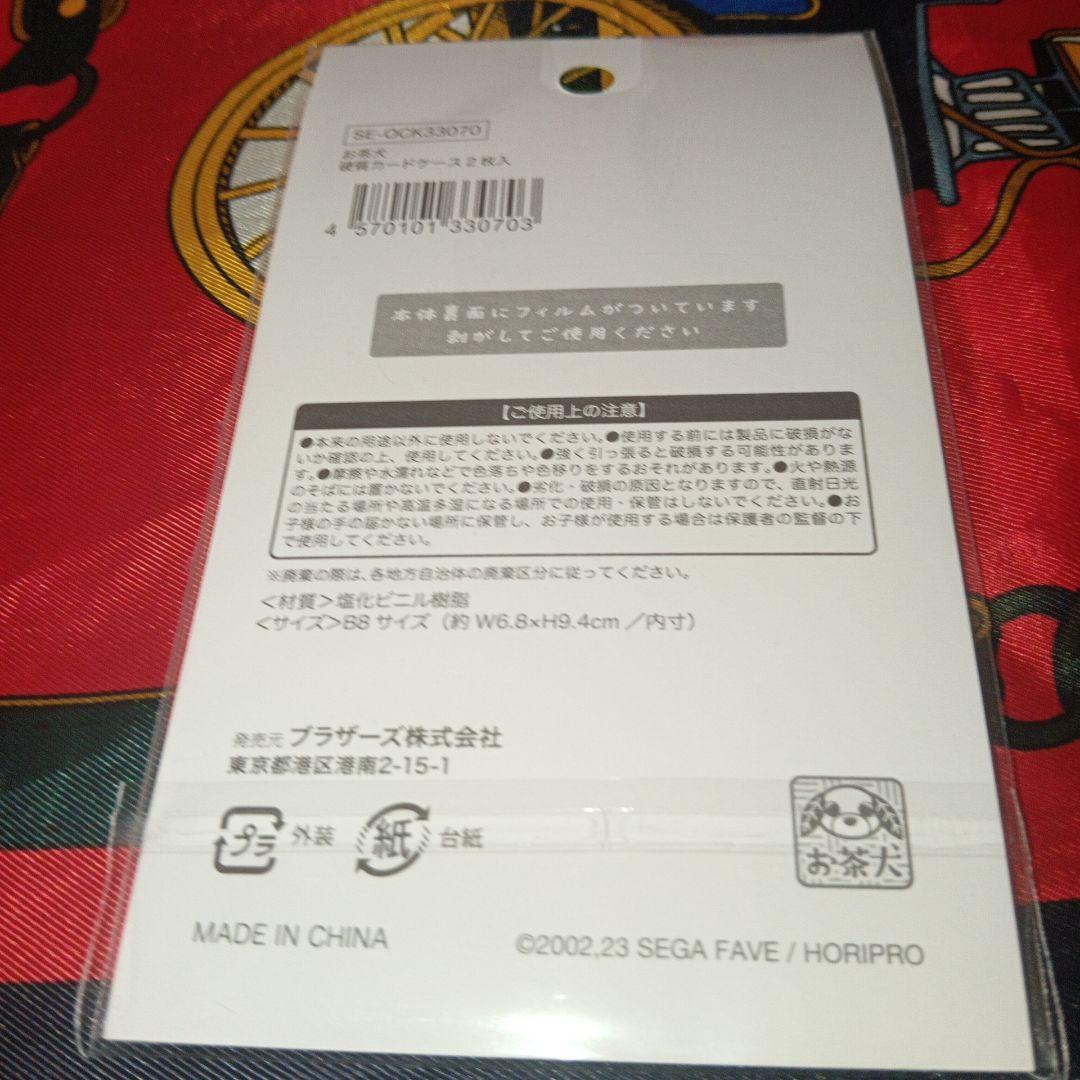 SE-OCK33070
お茶犬
硬質カードケース2枚入
4 570101 330703
本体裏面にフィルムがついています
剥がしてご使用ください
【ご使用上の注意】
●本来の用途以外に使用しないでください。●使用する前には製品に破損がな
いか確認の上、使用してください。●強く引っ張ると破損する可能性がありま
す。●摩擦や水濡れなどで色落ちや色移りをするおそれがあります。●火や熱源
のそばには置かないでください。●劣化・破損の原因となりますので、直射日光
の当たる場所や高温多湿になる場所での使用・保管はしないでください。●お
子様の手の届かない場所に保管し、お子様が使用する場合は保護者の監督の下
で使用してください。
※廃棄の際は、各地方自治体の廃棄区分に従ってください。
＜材質＞塩化ビニル樹脂
＜サイズ＞B8サイズ（約 W6.8×H9.4cm／内寸）
発売元 ブラザーズ株式会社
東京都港区港南2-15-1
プラ 外装 紙 台紙
お茶犬
MADE IN CHINA
©2002,23 SEGA FAVE / HORIPRO